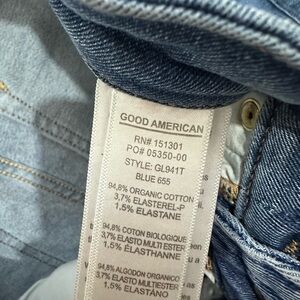 GOOD AMERICAN
RN# 151301
PO# 05350-00
STYLE: GL941T
BLUE 655
94,8% ORGANIC COTTON
3,7% ELASTEREL-P
1,5% ELASTANE
94,8% COTON BIOLOGIQUE
3,7% ELASTO MULTI ESTER
1,5% ÉLASTHANNE
94,8% ALGODON ORGANICO
3,7% ELASTO MULTIESTER
1,5% ELASTANO